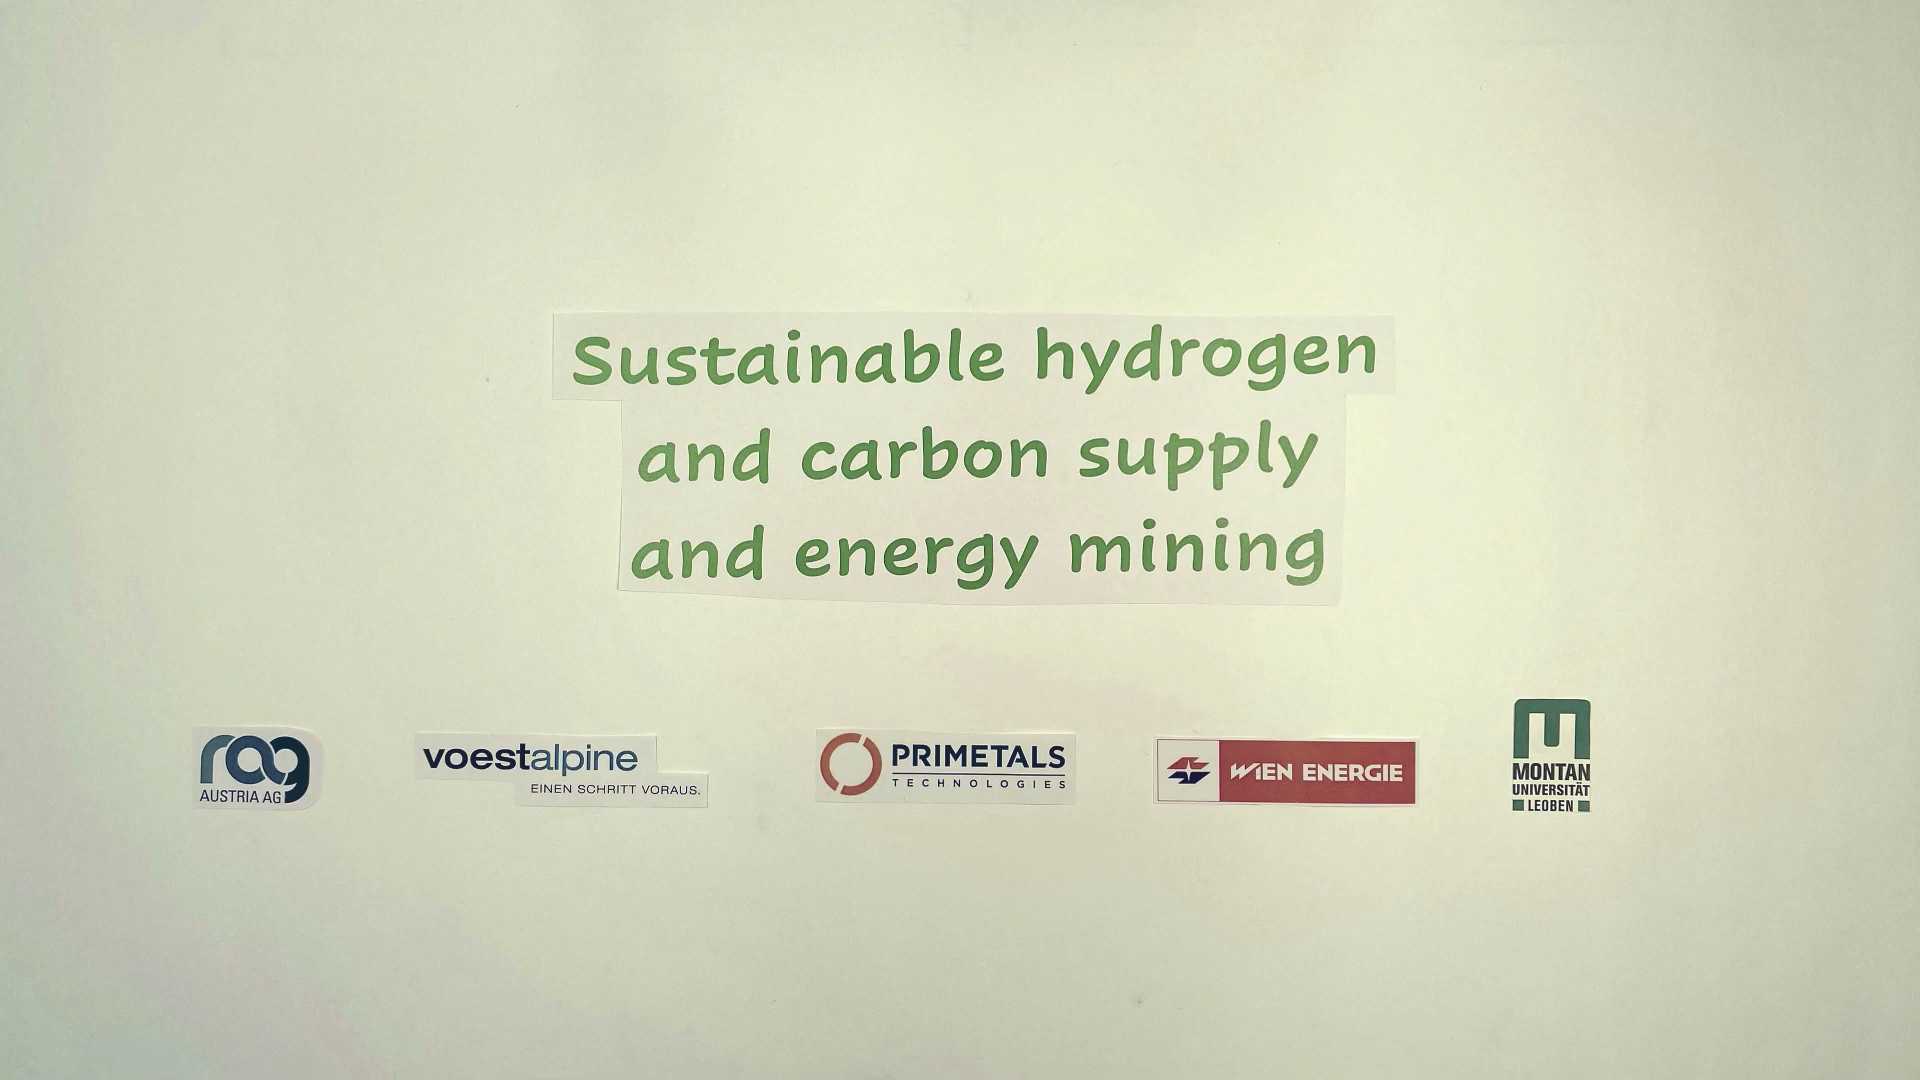 Sustainable hydrogen
and carbon supply
and energy mining
rag
AUSTRIA AG
voestalpine
EINEN SCHRITT VORAUS.
PRIMETALS
TECHNOLOGIES
WIEN ENERGIE
MONTAN
UNIVERSITÄT
LEOBEN